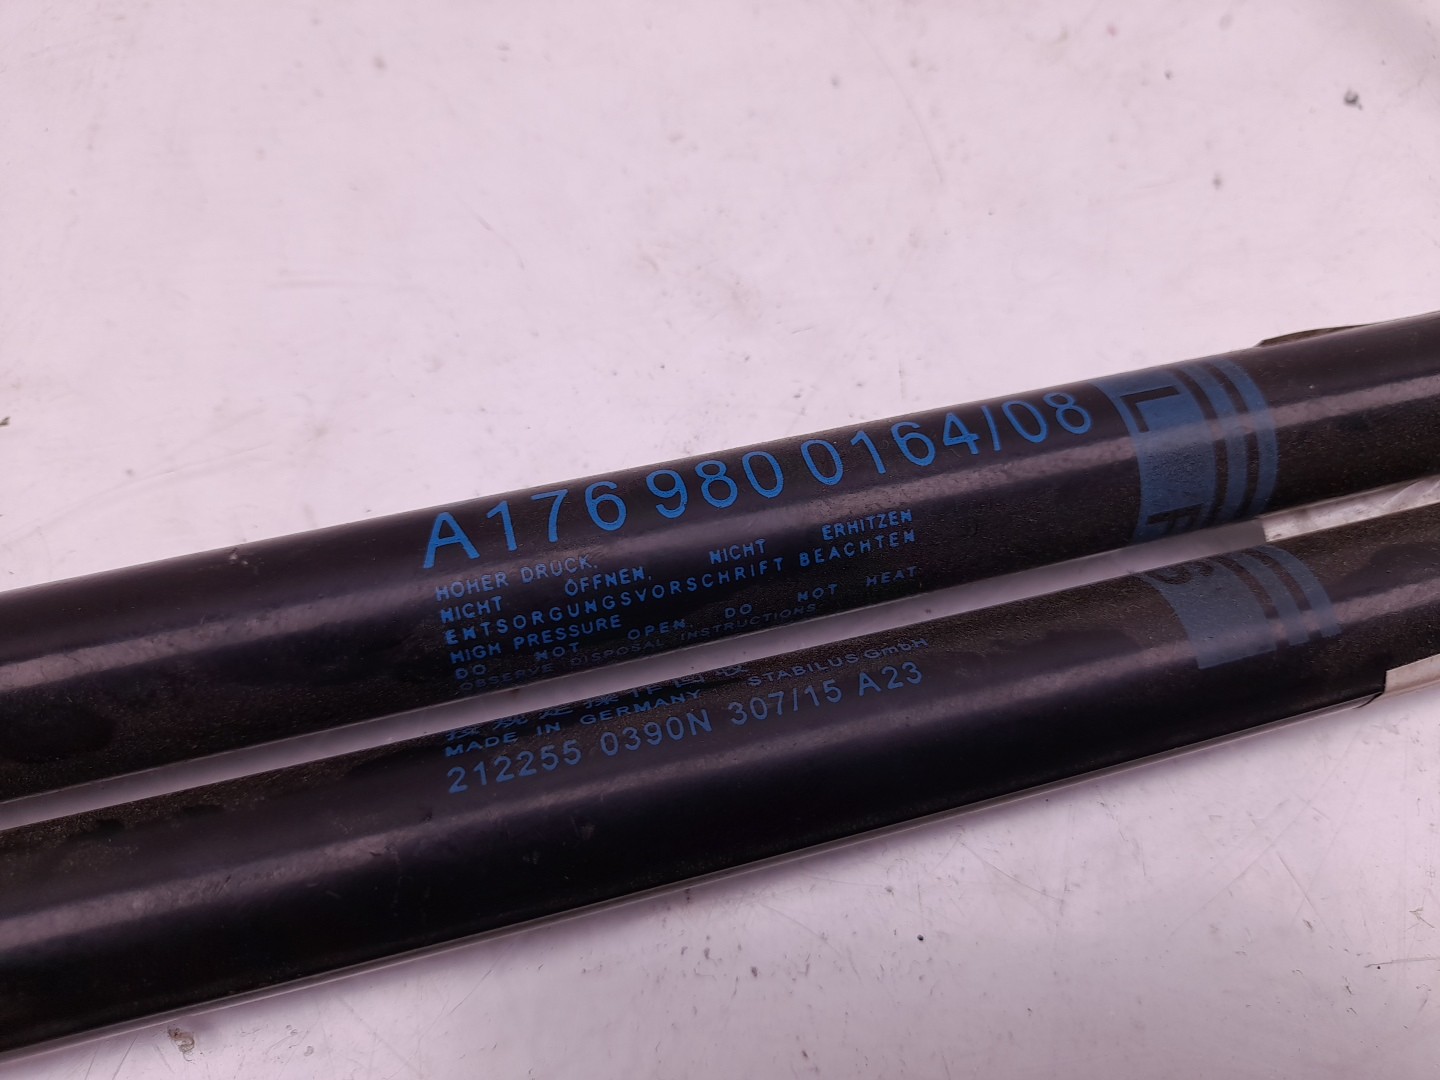 A176 980 0164/08
HOHER DRUCK,
NICHT ÖFFNEN, NICHT ERHITZEN
ENTSORGUNGSVORSCHRIFT BEACHTEN
HIGH PRESSURE
DO NOT OPEN, DO NOT HEAT
OBSERVE DISPOSAL INSTRUCTIONS
MADE IN GERMANY STABILUS GmbH
212255 0390N 307/15 A23